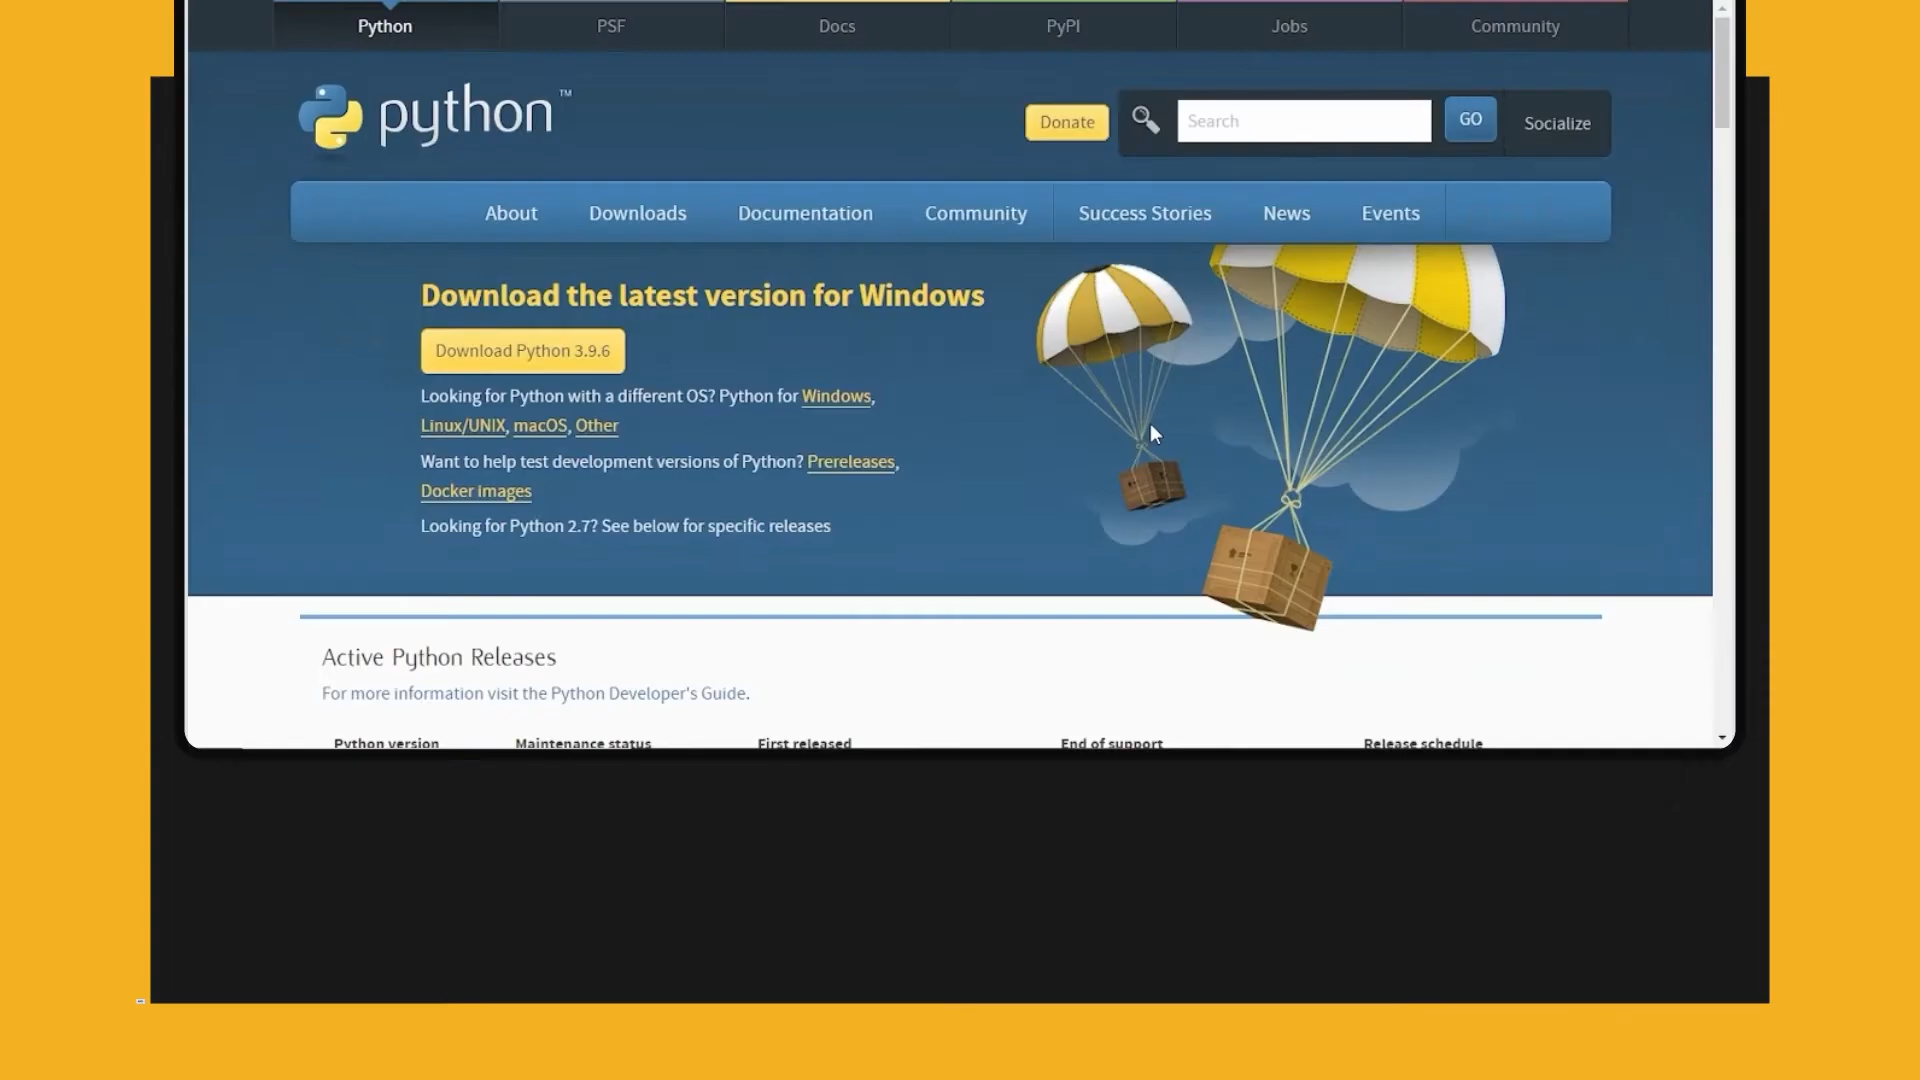 Python PSF Docs PyPI Jobs Community
python™
Donate Search GO Socialize
About Downloads Documentation Community Success Stories News Events
Download the latest version for Windows
Download Python 3.9.6
Looking for Python with a different OS? Python for Windows,
Linux/UNIX, macOS, Other
Want to help test development versions of Python? Prereleases,
Docker images
Looking for Python 2.7? See below for specific releases
Active Python Releases
For more information visit the Python Developer's Guide.
Python version Maintenance status First released End of support Release schedule